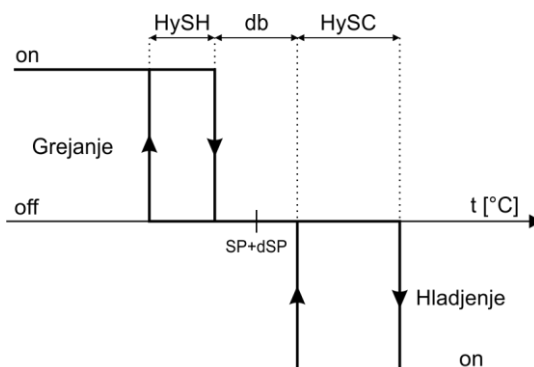 HySH db HySC
on
Grejanje
off
t [°C]
SP+dSP
Hladjenje
on